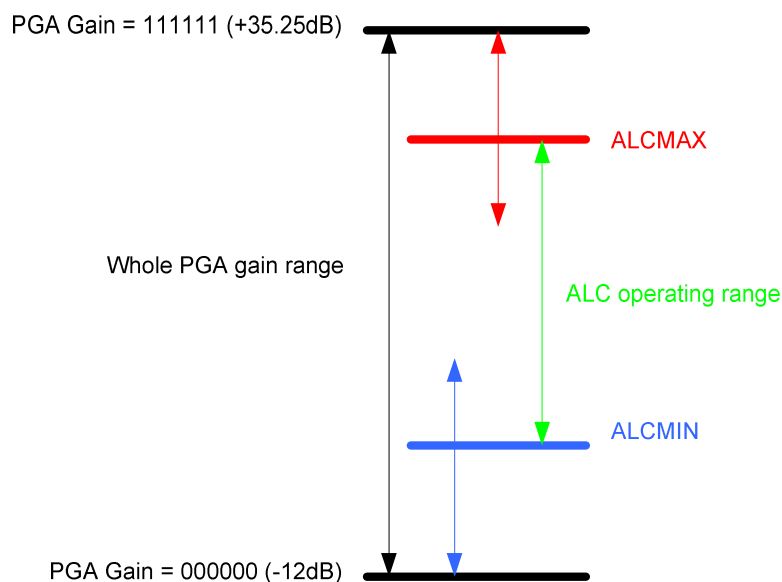 PGA Gain = 111111 (+35.25dB)
ALCMAX
Whole PGA gain range
ALC operating range
ALCMIN
PGA Gain = 000000 (-12dB)